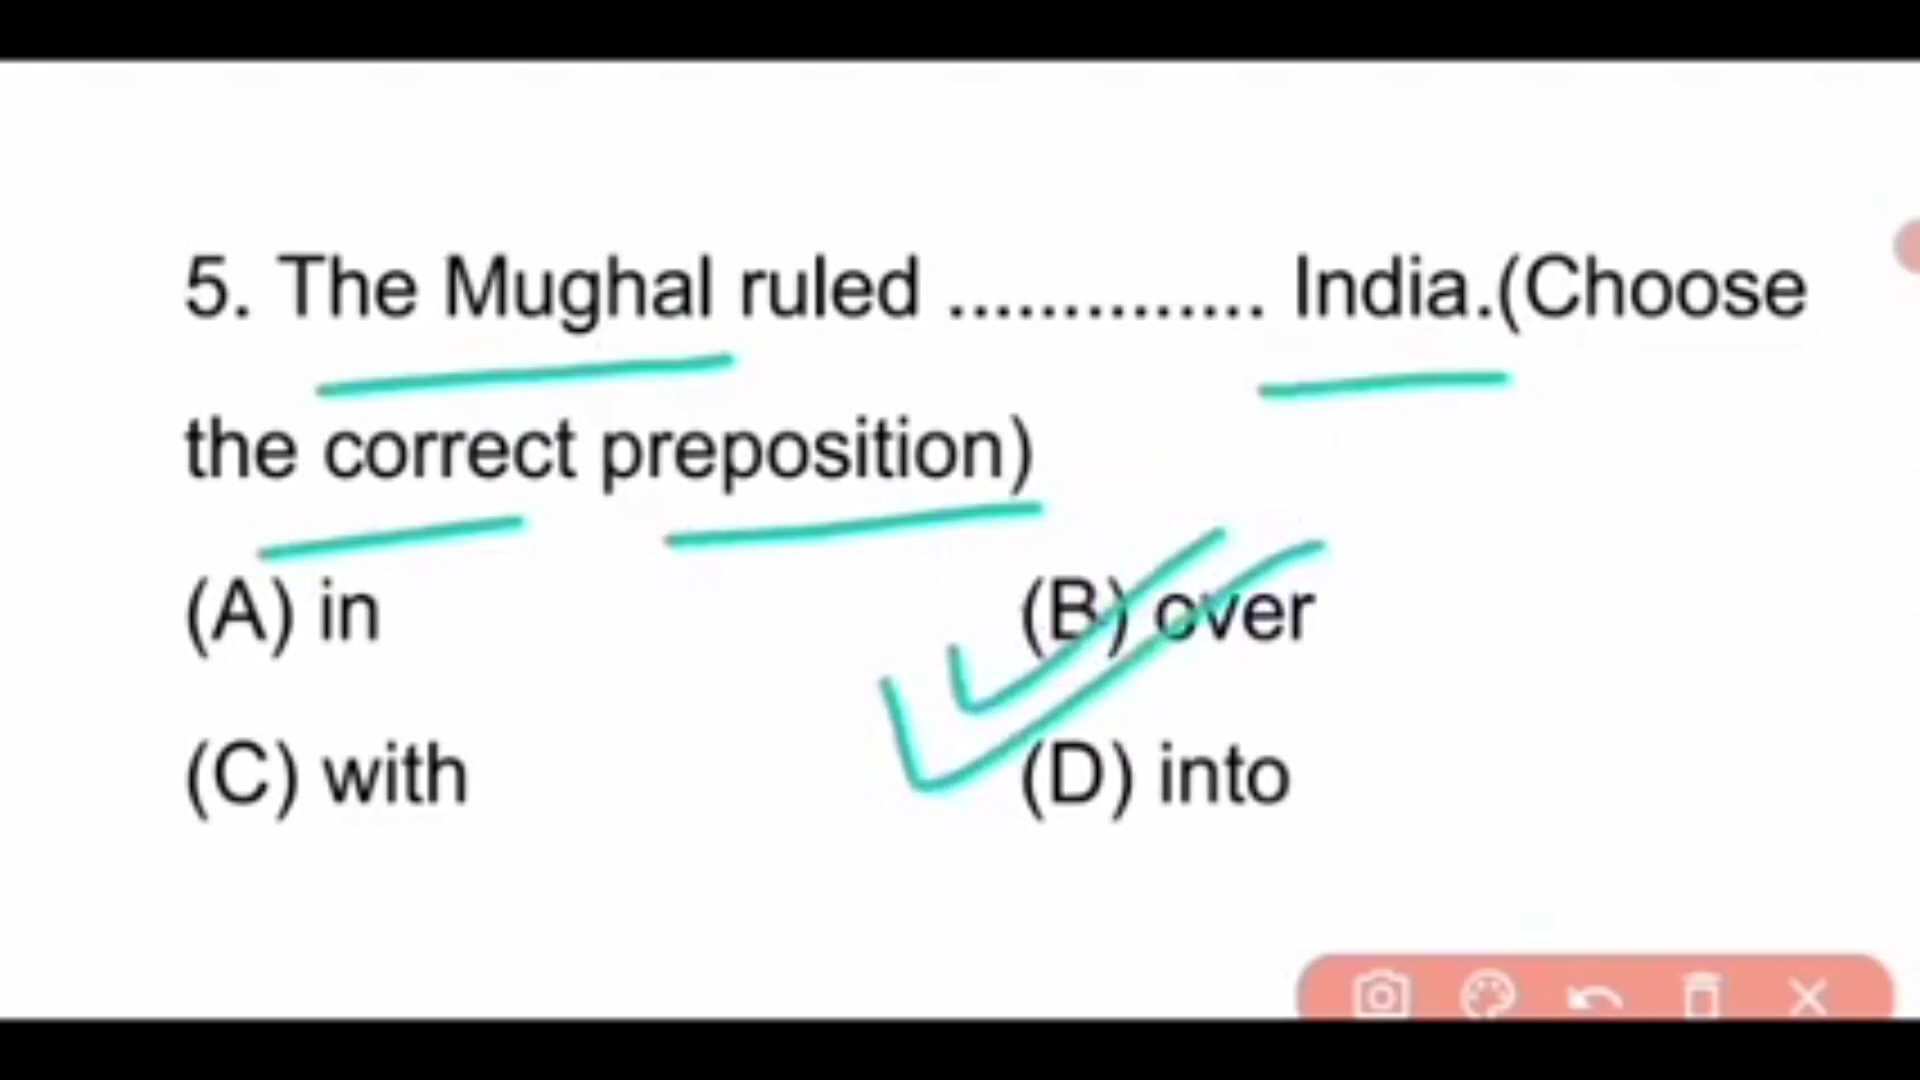 5. The Mughal ruled .............. India.(Choose
the correct preposition)
(A) in (B) over
(C) with (D) into